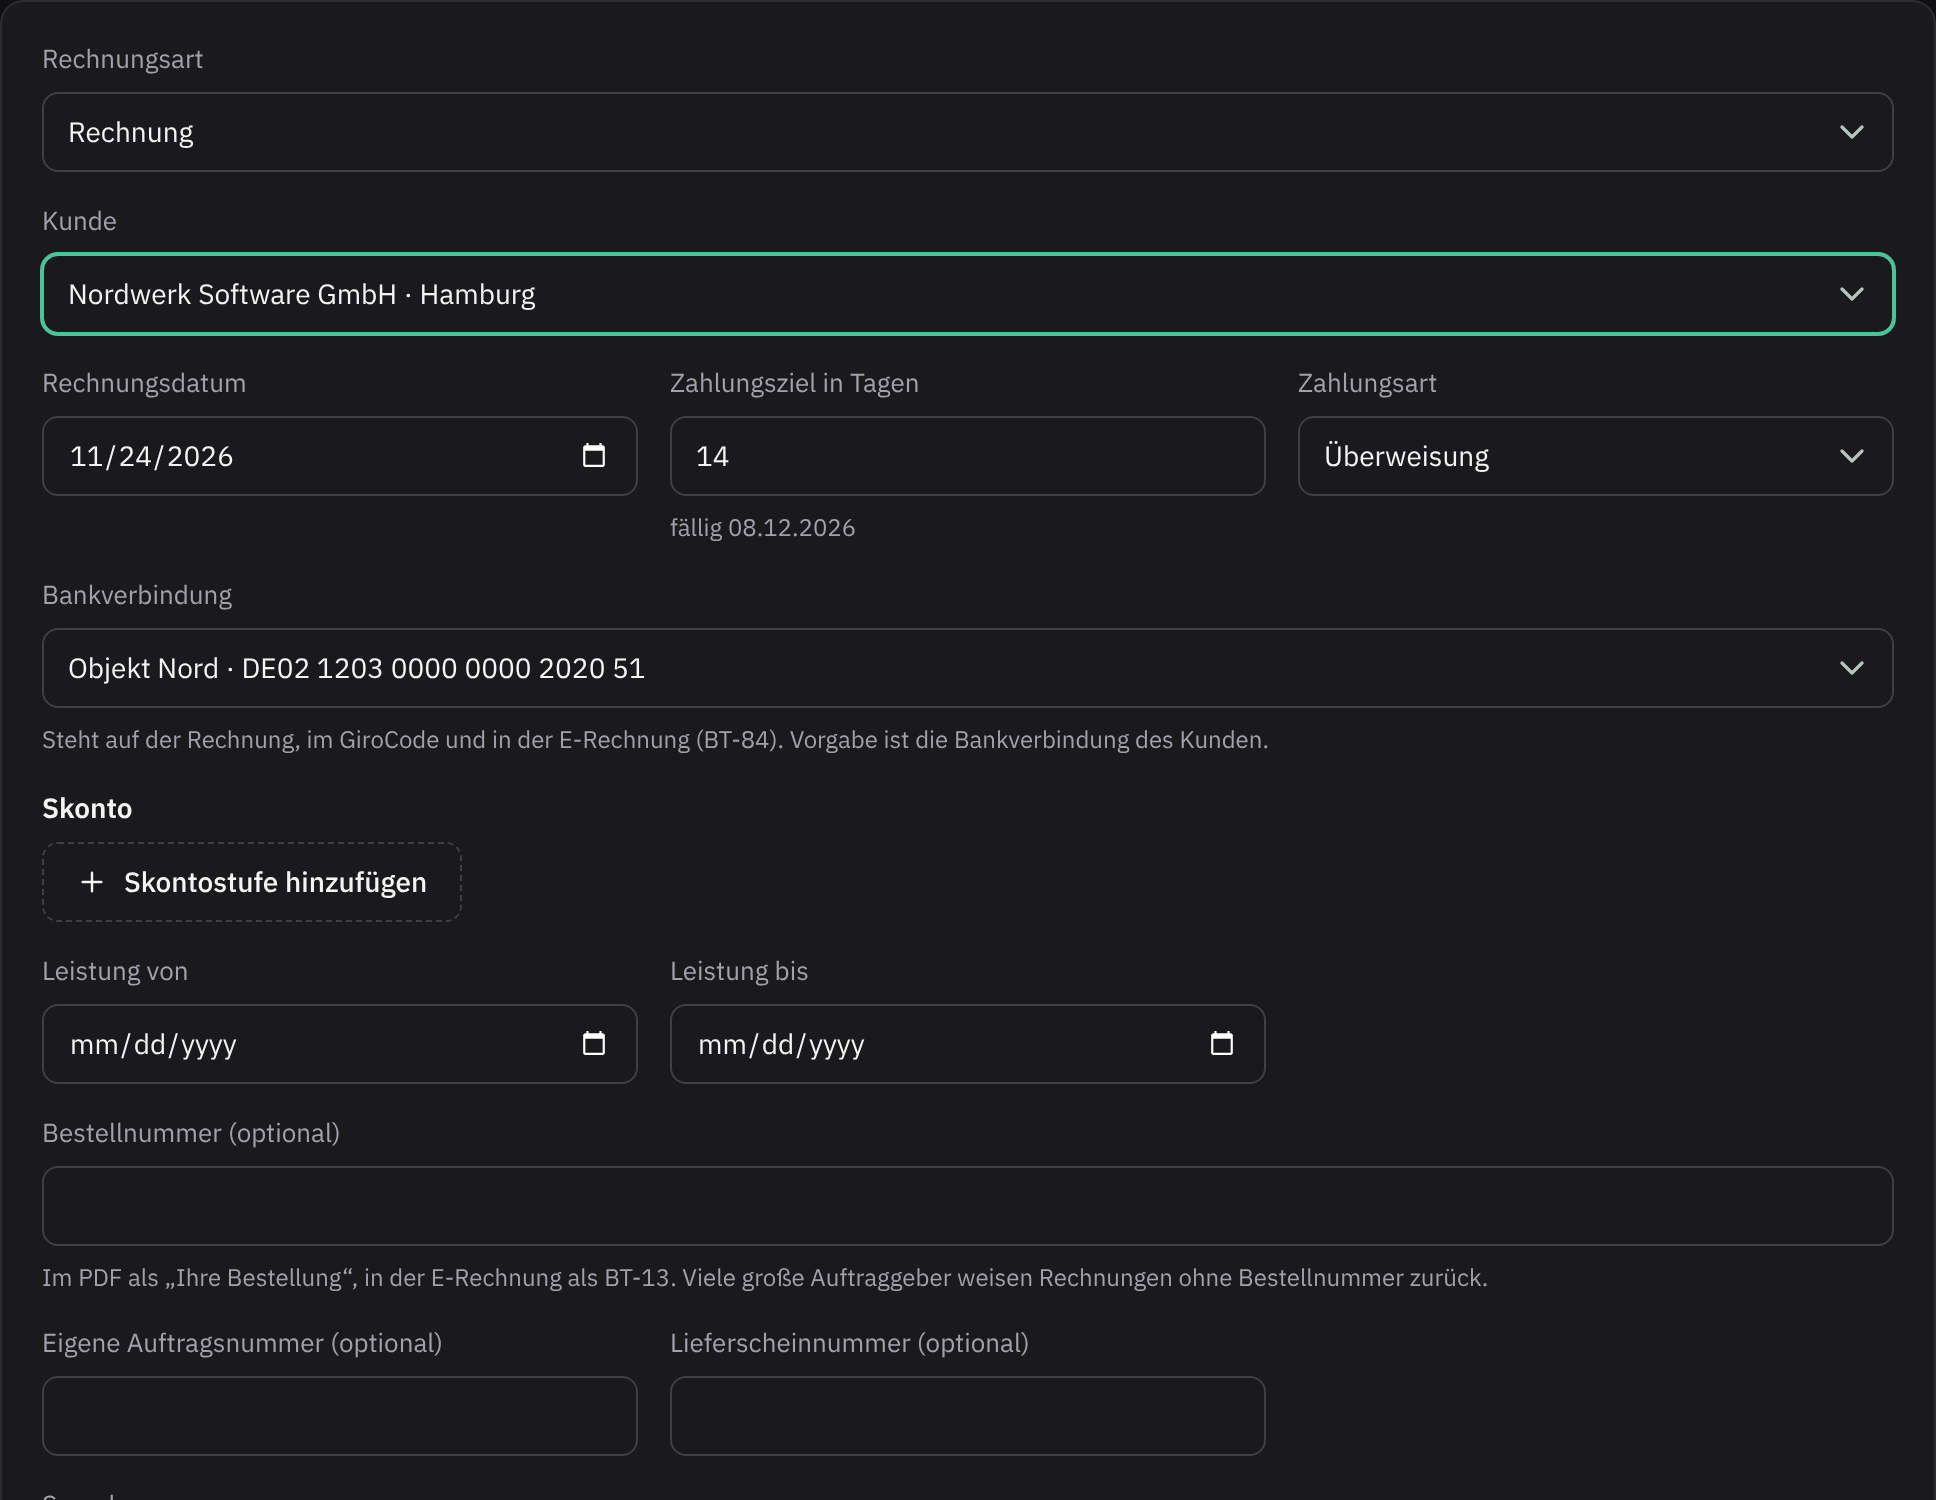 Rechnungsart
Rechnung
Kunde
Nordwerk Software GmbH · Hamburg
Rechnungsdatum
Zahlungsziel in Tagen
Zahlungsart
11/24/2026
14
Überweisung
fällig 08.12.2026
Bankverbindung
Objekt Nord · DE02 1203 0000 0000 2020 51
Steht auf der Rechnung, im GiroCode und in der E-Rechnung (BT-84). Vorgabe ist die Bankverbindung des Kunden.
Skonto
+ Skontostufe hinzufügen
Leistung von
Leistung bis
mm/dd/yyyy
mm/dd/yyyy
Bestellnummer (optional)
Im PDF als „Ihre Bestellung“, in der E-Rechnung als BT-13. Viele große Auftraggeber weisen Rechnungen ohne Bestellnummer zurück.
Eigene Auftragsnummer (optional)
Lieferscheinnummer (optional)